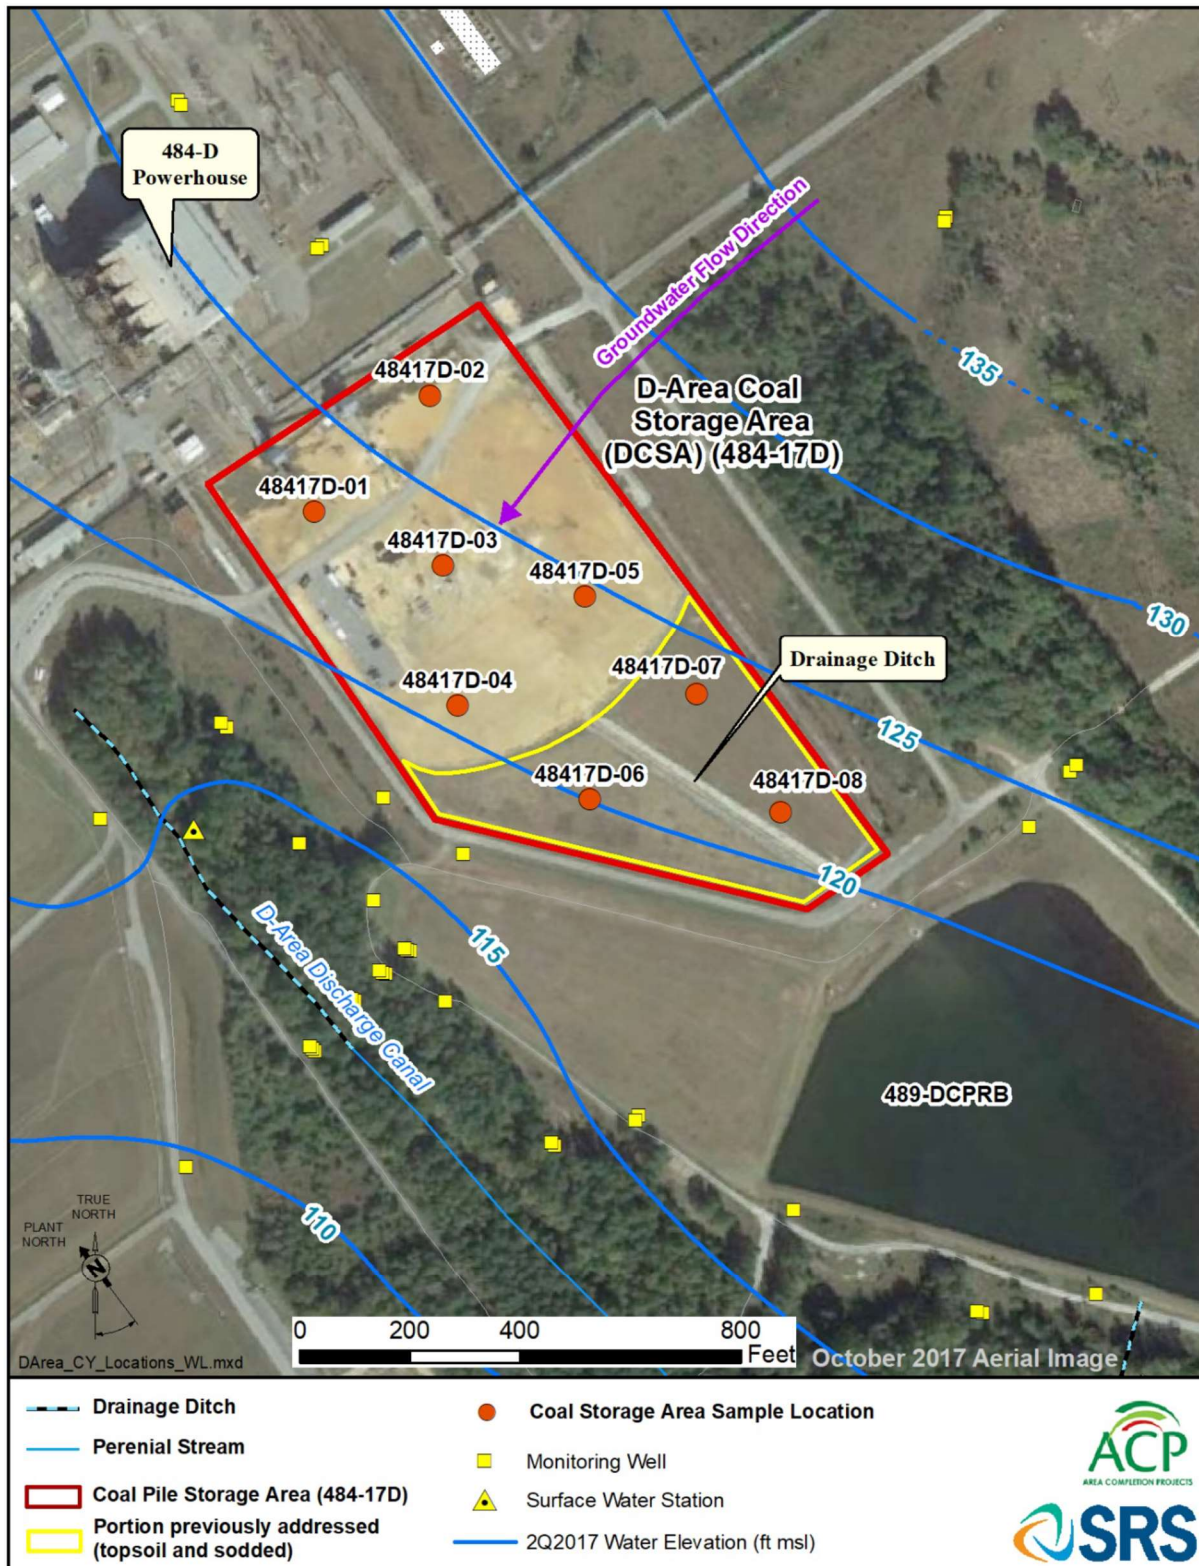 484-D
Powerhouse
Groundwater Flow Direction
48417D-02
D-Area Coal
Storage Area
(DCSA) (484-17D)
135
48417D-01
48417D-03
48417D-05
130
48417D-07
Drainage Ditch
48417D-04
125
48417D-06
48417D-08
120
115
D-Area Discharge Canal
489-DCPRB
110
TRUE
NORTH
PLANT
NORTH
N
0 200 400 800
Feet
DArea_CY_Locations_WL.mxd
October 2017 Aerial Image
Drainage Ditch
Perenial Stream
Coal Pile Storage Area (484-17D)
Portion previously addressed
(topsoil and sodded)
Coal Storage Area Sample Location
Monitoring Well
Surface Water Station
2Q2017 Water Elevation (ft msl)
ACP
AREA COMPLETION PROJECTS
SRS